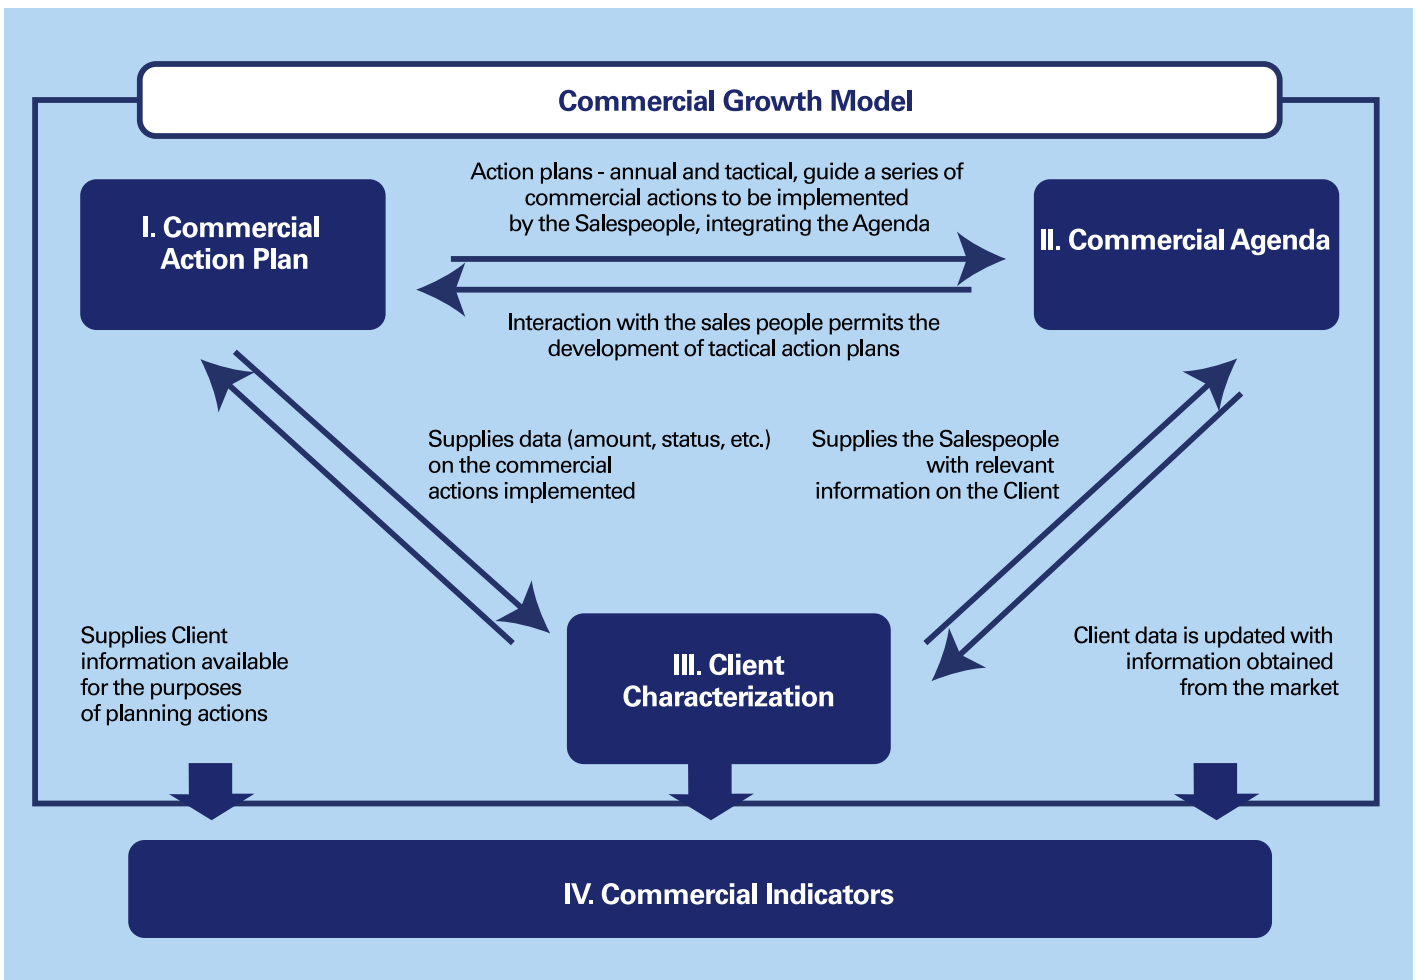 Commercial Growth Model
Action plans - annual and tactical, guide a series of
commercial actions to be implemented
by the Salespeople, integrating the Agenda
I. Commercial
Action Plan
II. Commercial Agenda
Interaction with the sales people permits the
development of tactical action plans
Supplies data (amount, status, etc.)
on the commercial
actions implemented
Supplies the Salespeople
with relevant
information on the Client
Supplies Client
information available
for the purposes
of planning actions
III. Client
Characterization
Client data is updated with
information obtained
from the market
IV. Commercial Indicators